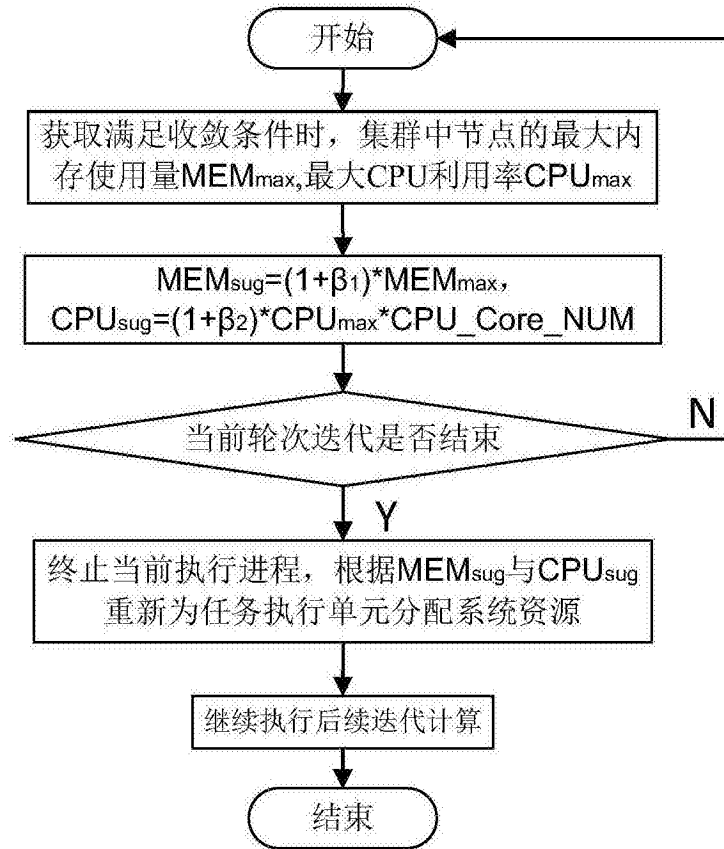 开始
获取满足收敛条件时，集群中节点的最大内
存使用量MEMmax,最大CPU利用率CPUmax
MEMsug=(1+β1)*MEMmax，
CPUsug=(1+β2)*CPUmax*CPU_Core_NUM
当前轮次迭代是否结束
N
Y
终止当前执行进程，根据MEMsug与CPUsug
重新为任务执行单元分配系统资源
继续执行后续迭代计算
结束